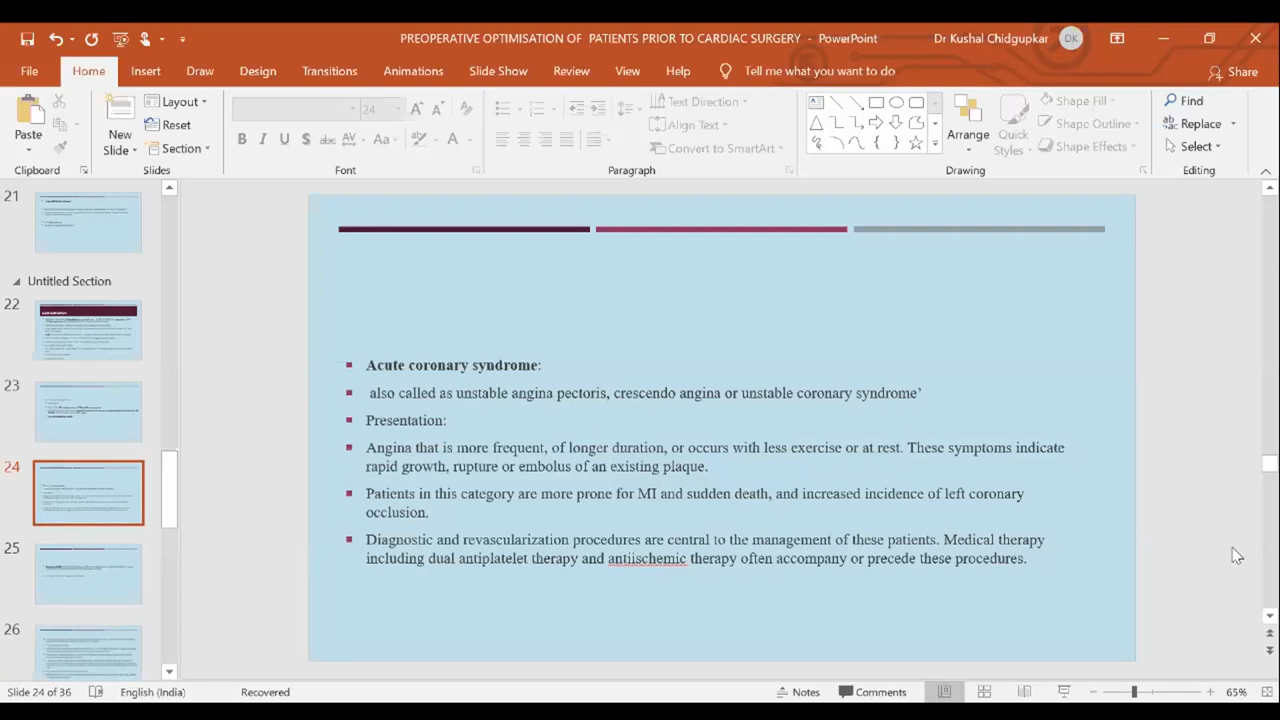 PREOPERATIVE OPTIMISATION OF PATIENTS PRIOR TO CARDIAC SURGERY - PowerPoint
Dr Kushal Chidgupkar DK
File Home Insert Draw Design Transitions Animations Slide Show Review View Help Tell me what you want to do Share
Paste
Clipboard
New Slide
Layout
Reset
Section
Slides
24
Font
Text Direction
Align Text
Convert to SmartArt
Paragraph
Arrange
Quick Styles
Shape Fill
Shape Outline
Shape Effects
Drawing
Find
Replace
Select
Editing
21
Untitled Section
22
23
24
25
26
Acute coronary syndrome:
also called as unstable angina pectoris, crescendo angina or unstable coronary syndrome’
Presentation:
Angina that is more frequent, of longer duration, or occurs with less exercise or at rest. These symptoms indicate
rapid growth, rupture or embolus of an existing plaque.
Patients in this category are more prone for MI and sudden death, and increased incidence of left coronary
occlusion.
Diagnostic and revascularization procedures are central to the management of these patients. Medical therapy
including dual antiplatelet therapy and antiischemic therapy often accompany or precede these procedures.
Slide 24 of 36 English (India) Recovered Notes Comments 65%